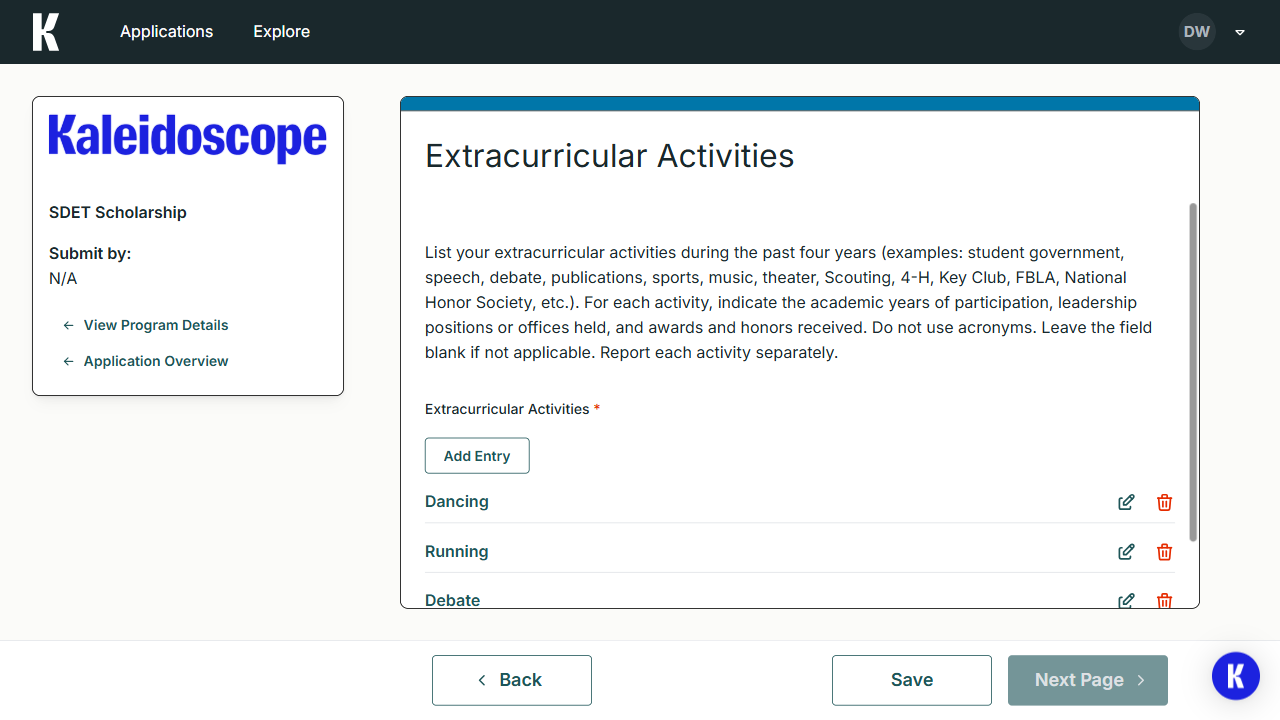 K
Applications
Explore
DW
Kaleidoscope
SDET Scholarship
Submit by:
N/A
View Program Details
Application Overview
Extracurricular Activities
List your extracurricular activities during the past four years (examples: student government,
speech, debate, publications, sports, music, theater, Scouting, 4-H, Key Club, FBLA, National
Honor Society, etc.). For each activity, indicate the academic years of participation, leadership
positions or offices held, and awards and honors received. Do not use acronyms. Leave the field
blank if not applicable. Report each activity separately.
Extracurricular Activities *
Add Entry
Dancing
Running
Debate
Back
Save
Next Page
K